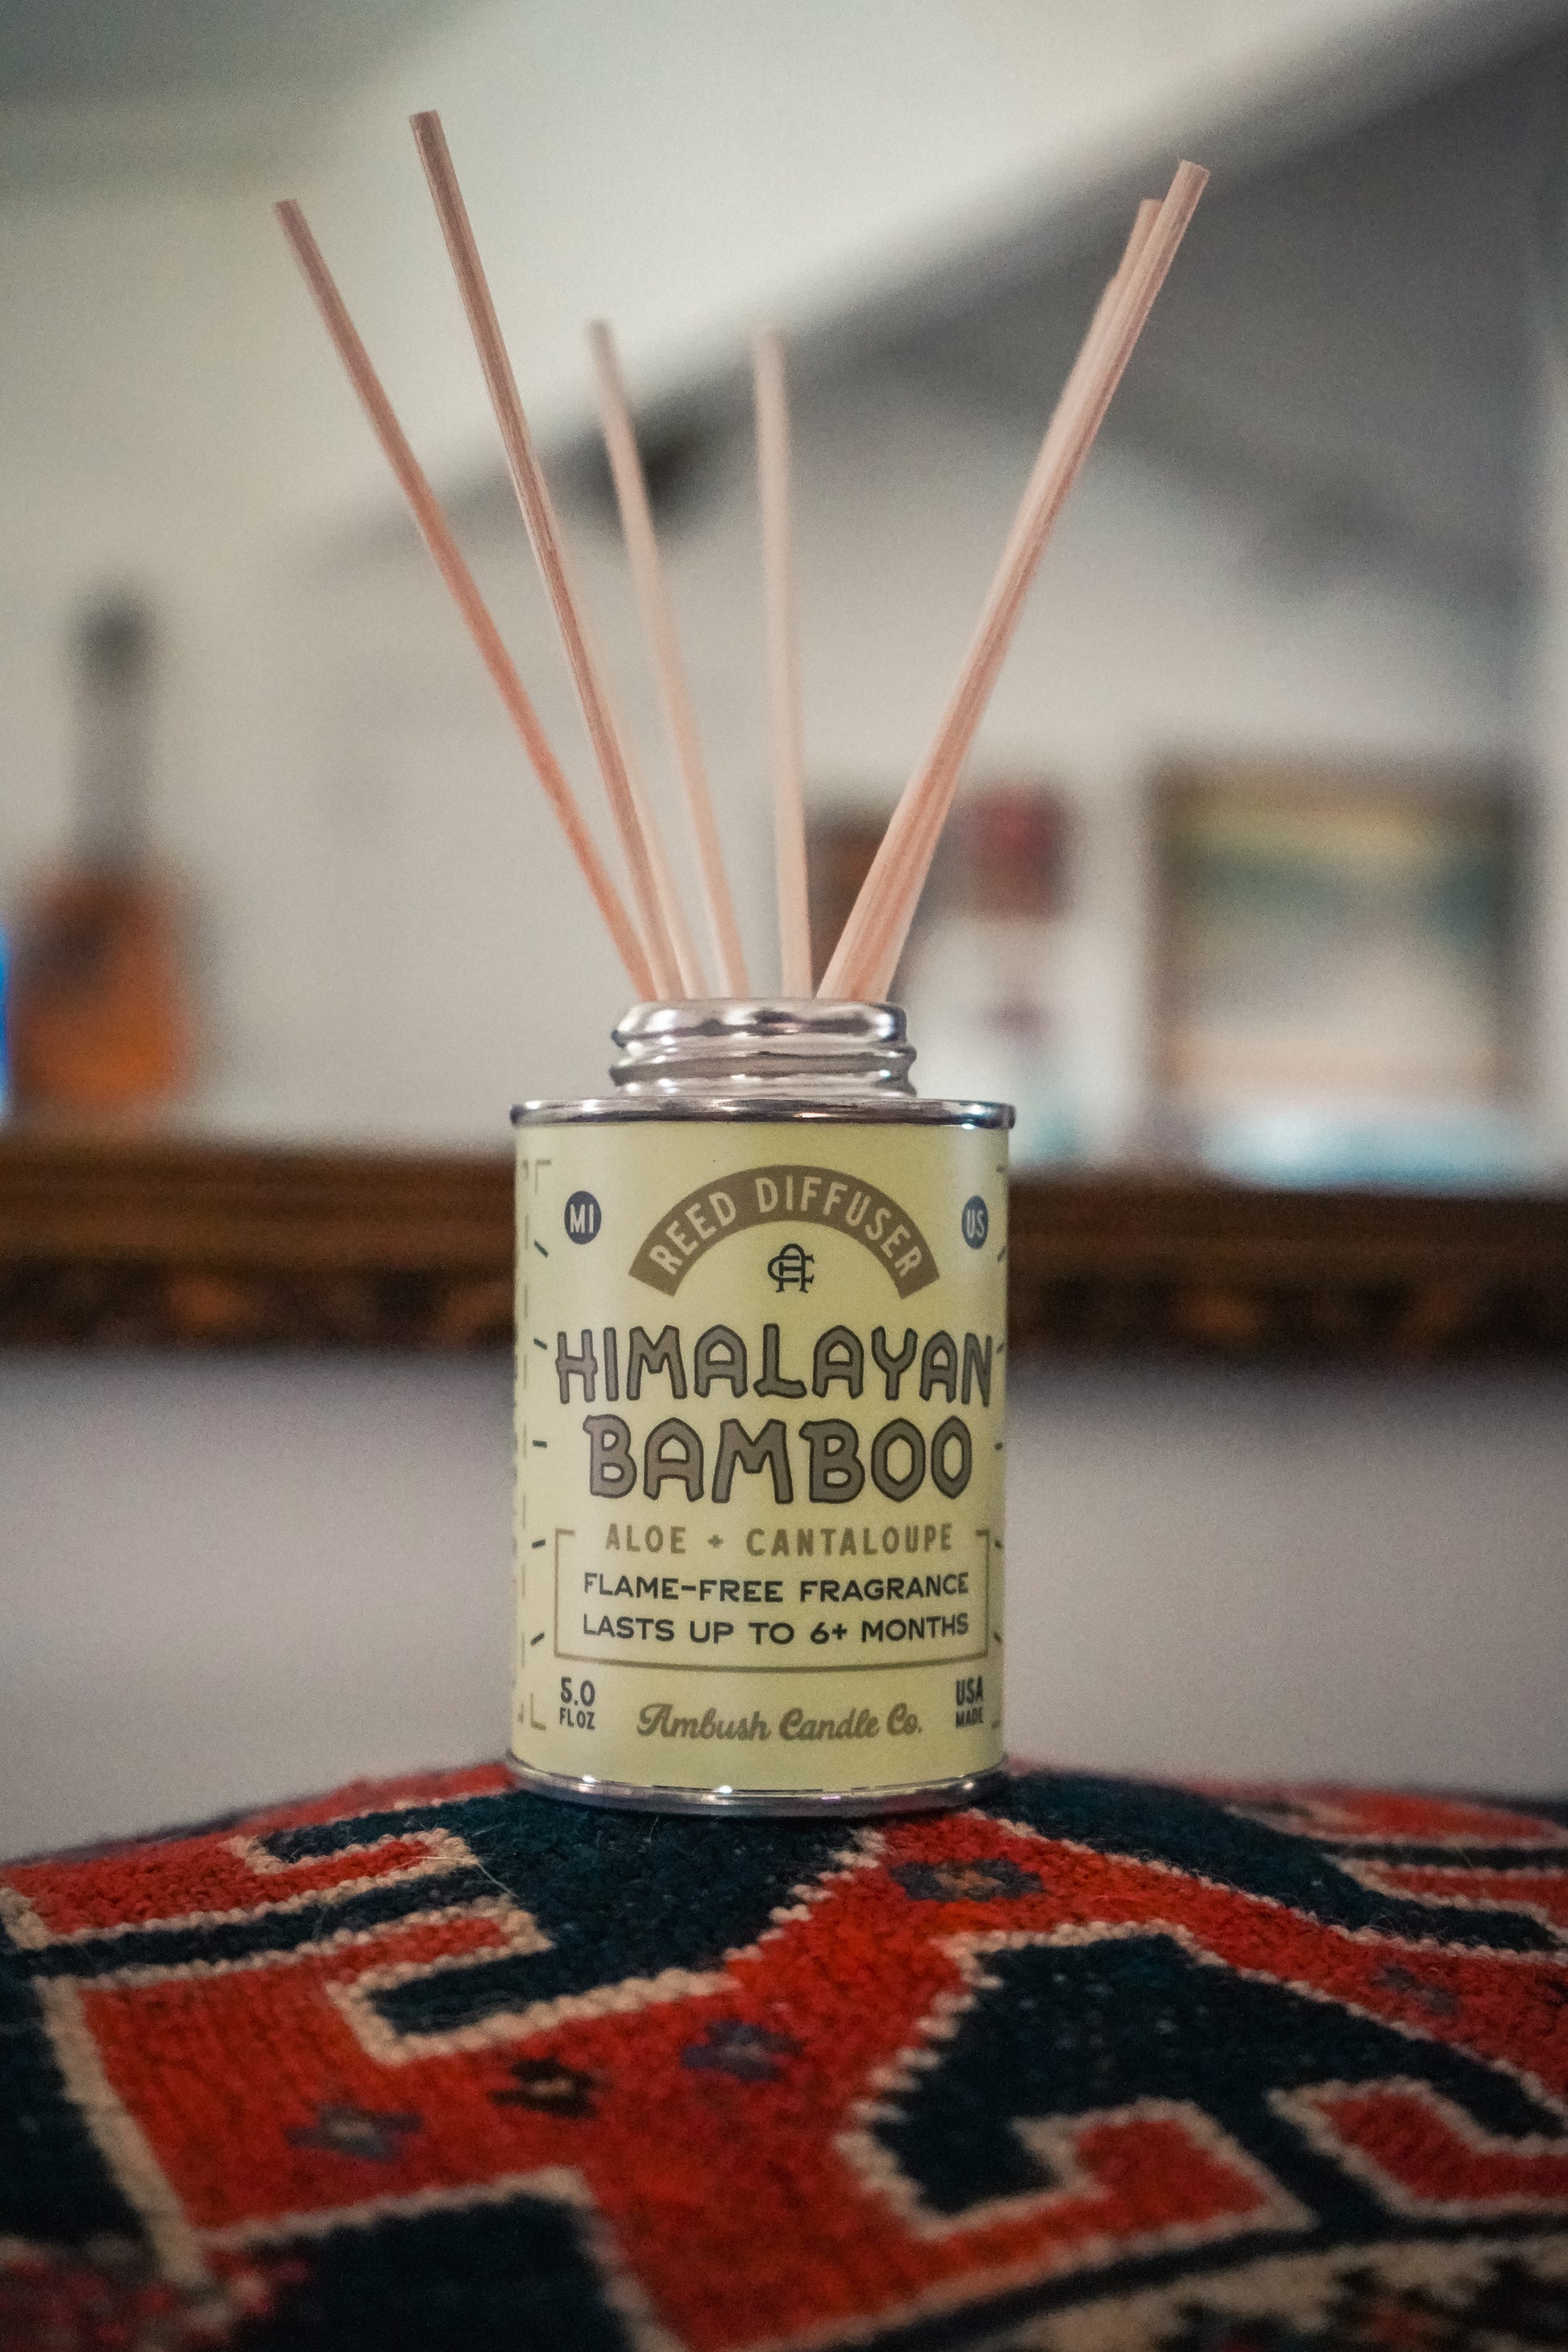 REED DIFFUSER
MI
US
HIMALAYAN
BAMBOO
ALOE + CANTALOUPE
FLAME-FREE FRAGRANCE
LASTS UP TO 6+ MONTHS
5.0
FL OZ
Ambush Candle Co.
USA
MADE